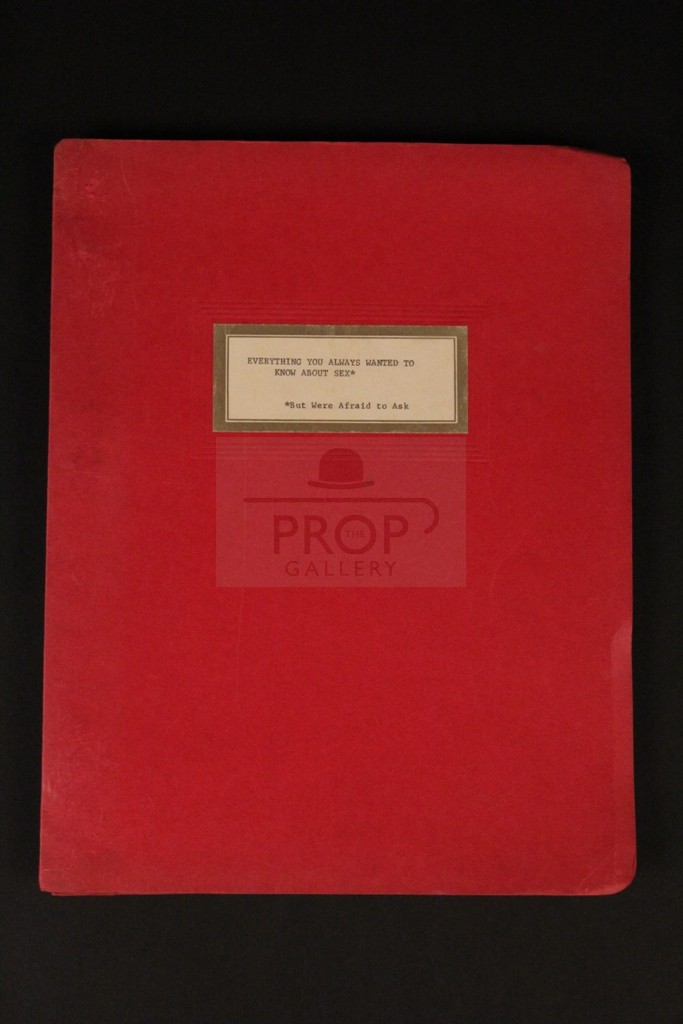 EVERYTHING YOU ALWAYS WANTED TO
KNOW ABOUT SEX*
*But Were Afraid to Ask
THE
PROP
GALLERY